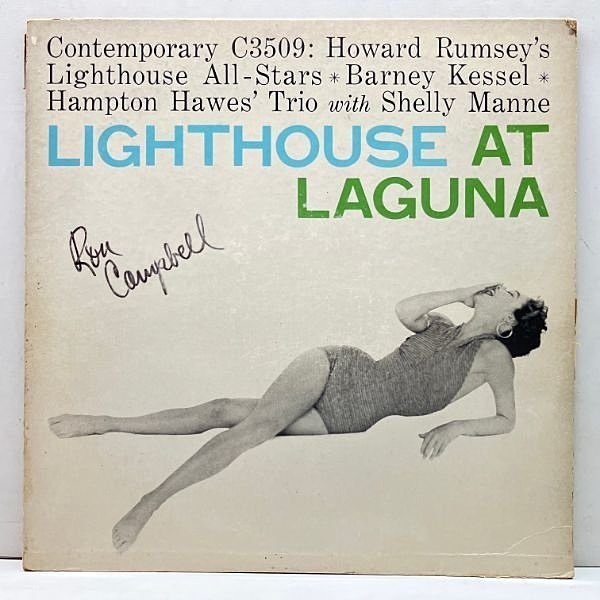 Contemporary C3509: Howard Rumsey's
Lighthouse All-Stars * Barney Kessel *
Hampton Hawes' Trio with Shelly Manne
LIGHTHOUSE AT
LAGUNA
Ron
Campbell